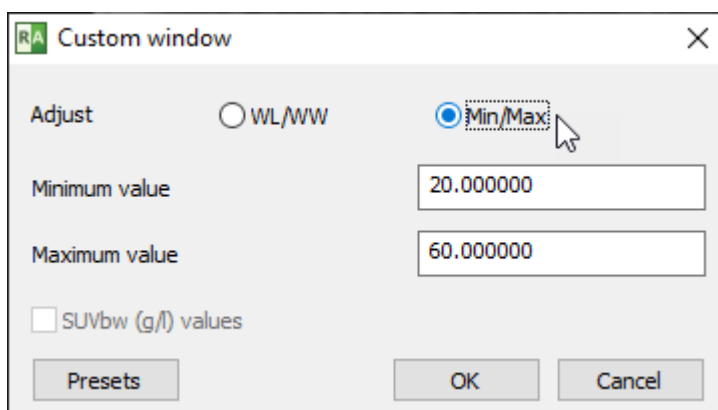 RA Custom window
Adjust WL/WW Min/Max
Minimum value 20.000000
Maximum value 60.000000
SUVbw (g/l) values
Presets OK Cancel